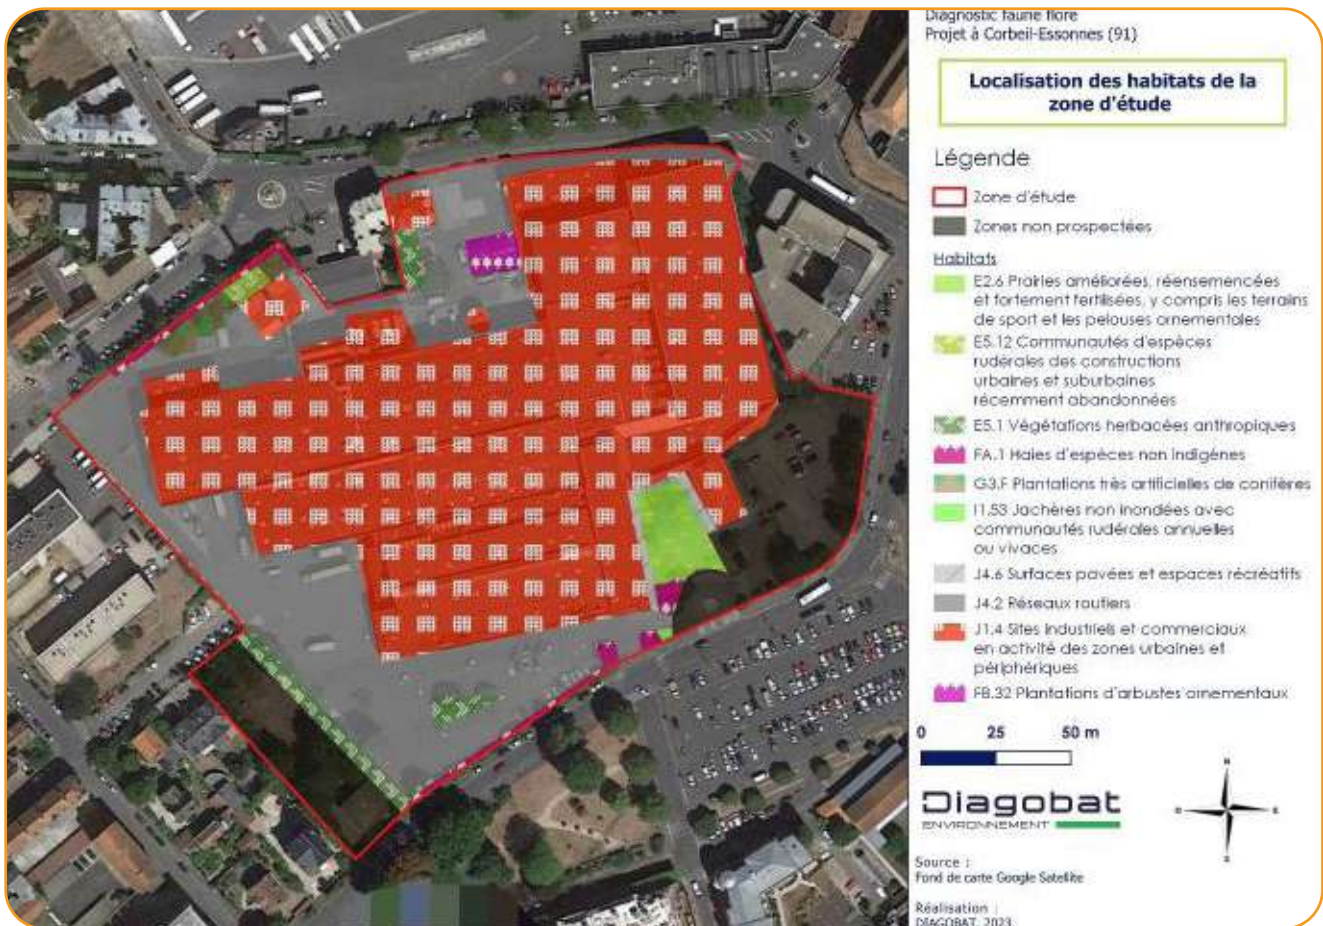 Diagnostic faune flore
Projet à Corbeil-Essonnes (91)
Localisation des habitats de la
zone d'étude
Légende
Zone d'étude
Zones non prospectées
Habitats
E2.6 Prairies améliorées, réensemencées
et fortement fertilisées, y compris les terrains
de sport et les pelouses ornementales
E5.12 Communautés d'espèces
rudérales des constructions
urbaines et suburbaines
récemment abandonnées
E5.1 Végétations herbacées anthropiques
FA.1 Haies d'espèces non indigènes
G3.F Plantations très artificielles de conifères
I1.53 Jachères non inondées avec
communautés rudérales annuelles
ou vivaces
J4.6 Surfaces pavées et espaces récréatifs
J4.2 Réseaux routiers
J1.4 Sites industriels et commerciaux
en activité des zones urbaines et
périphériques
FB.32 Plantations d'arbustes ornementaux
0 25 50 m
Diagobat
ENVIRONNEMENT
N
O E
S
Source :
Fond de carte Google Satellite
Réalisation :
DIAGOBAT, 2023